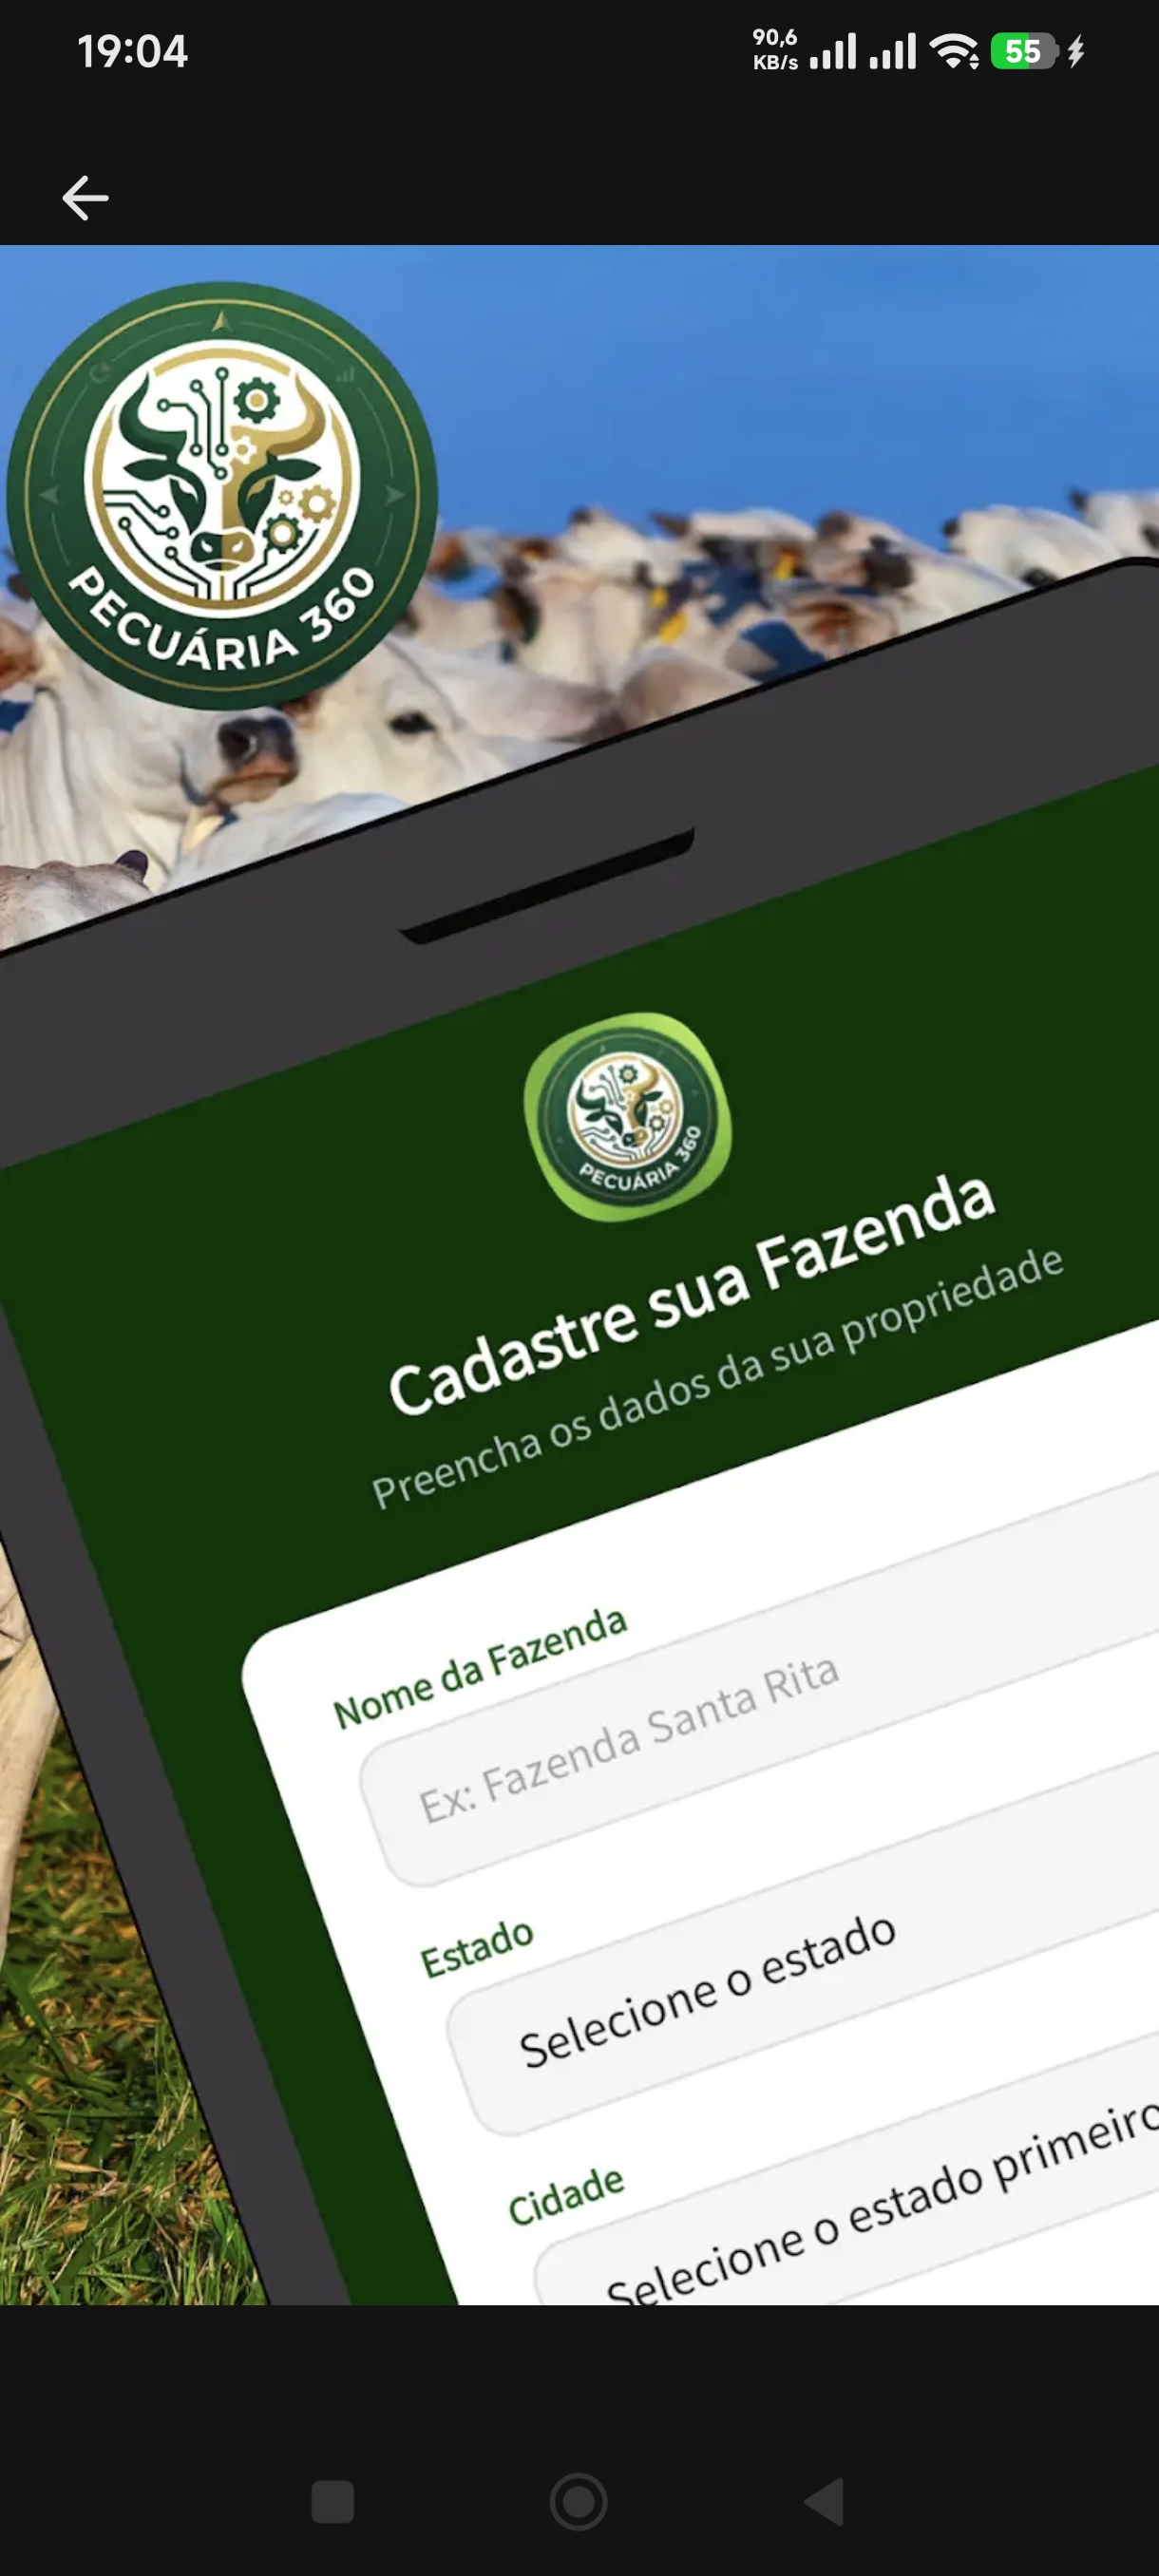 19:04
90,6
KB/s
55
PECUÁRIA 360
PECUÁRIA 360
Cadastre sua Fazenda
Preencha os dados da sua propriedade
Nome da Fazenda
Ex: Fazenda Santa Rita
Estado
Selecione o estado
Cidade
Selecione o estado primeiro